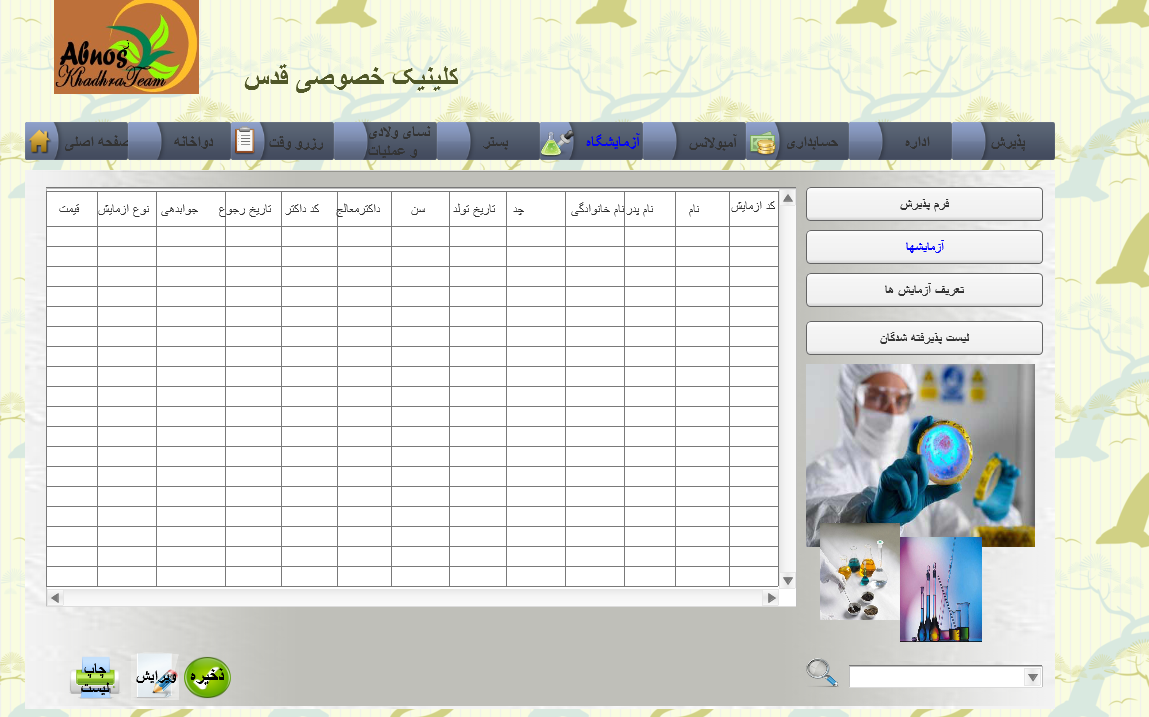 Abnos
KhadhraTeam
کلینیک خصوصی قدس
پذیرش
اداره
حسابداری
آمبولانس
آزمایشگاه
بستر
نسای ولادی
و عملیات
رزرو وقت
دواخانه
صفحه اصلی
فرم پذیرش
آزمایشها
تعریف آزمایش ها
لیست پذیرفته شدگان
کد ازمایش
نام
نام پدر
نام خانوادگی
چد
تاریخ تولد
سن
داکترمعالج
کد داکتر
تاریخ رجوع
جوابدهی
نوع ازمایش
قیمت
ذخیره
ویرایش
چاپ
لیست